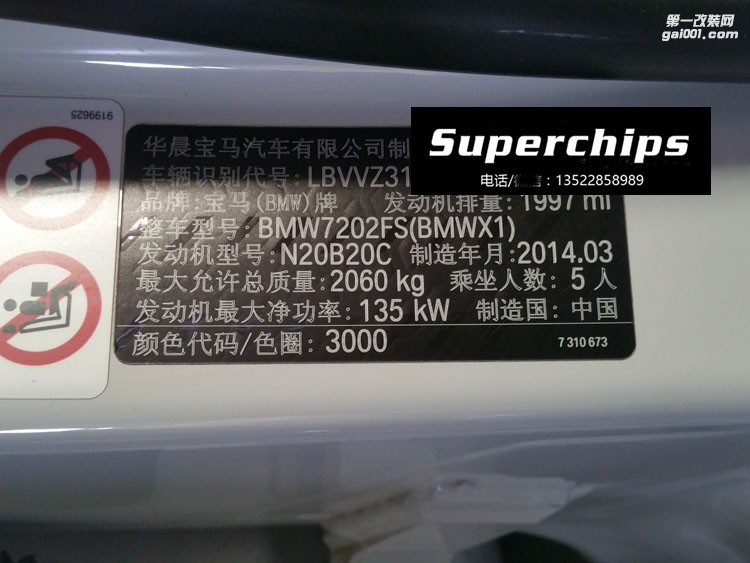 第一改装网
gai001.com
9199625
华晨宝马汽车有限公司制
Superchips
车辆识别代号:LBVVZ31
电话/微信：13522858989
品牌:宝马(BMW)牌 发动机排量:1997 ml
整车型号:BMW7202FS(BMWX1)
发动机型号:N20B20C 制造年月:2014.03
最大允许总质量:2060 kg 乘坐人数:5人
发动机最大净功率:135 kW 制造国:中国
颜色代码/色圈:3000 7 310 673